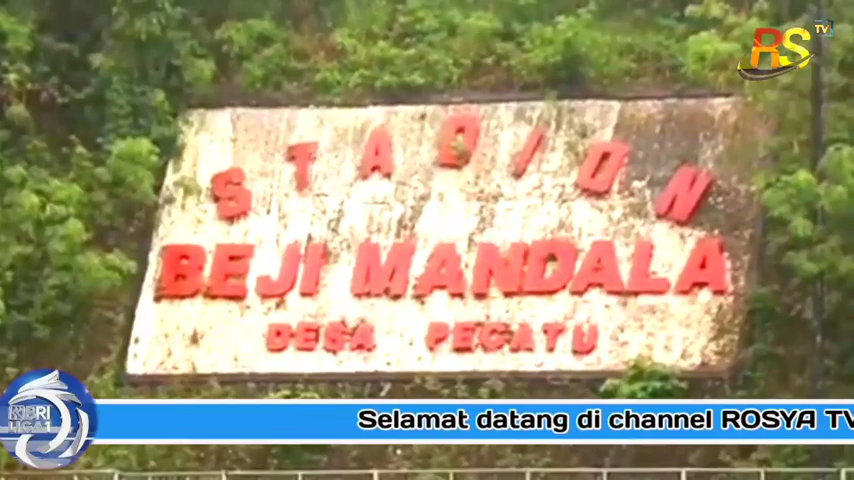 RS TV
STADION
BEJI MANDALA
DESA PECATU
BRI
LIGA 1
Selamat datang di channel ROSYA TV